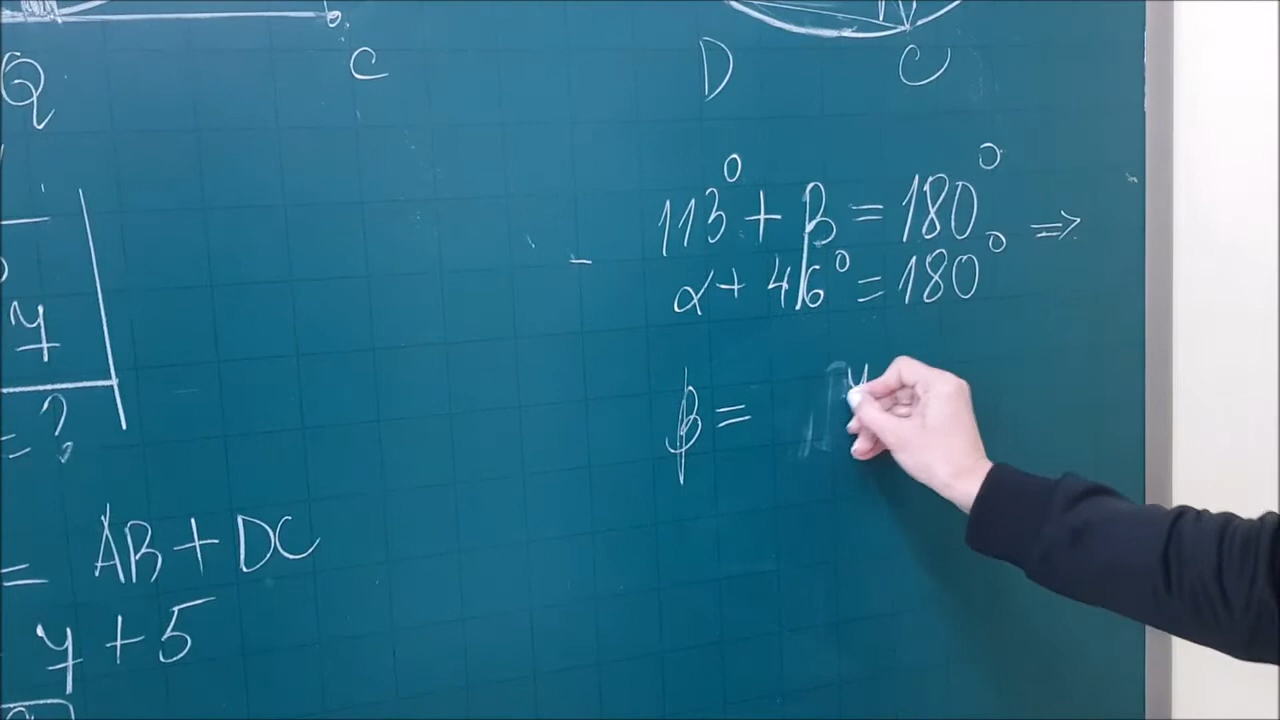 Q
C
y
= ?
= AB + DC
y + 5
D C
113° + β = 180° =>
α + 46° = 180°
β =